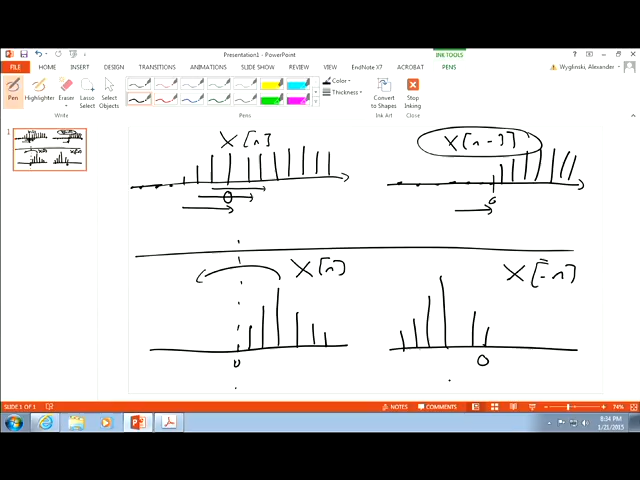 Presentation1 - PowerPoint
INK TOOLS
FILE HOME INSERT DESIGN TRANSITIONS ANIMATIONS SLIDE SHOW REVIEW VIEW EndNote X7 ACROBAT PENS
Wyglinski, Alexander
Pen Highlighter Eraser Lasso Select Select Objects
Color
Thickness
Convert to Shapes Stop Inking
Write Pens Ink Art Close
1
X[n] X[n-3]
0 0
X[n] X[-n]
0 0
SLIDE 1 OF 1 NOTES COMMENTS 74%
8:34 PM
1/21/2015